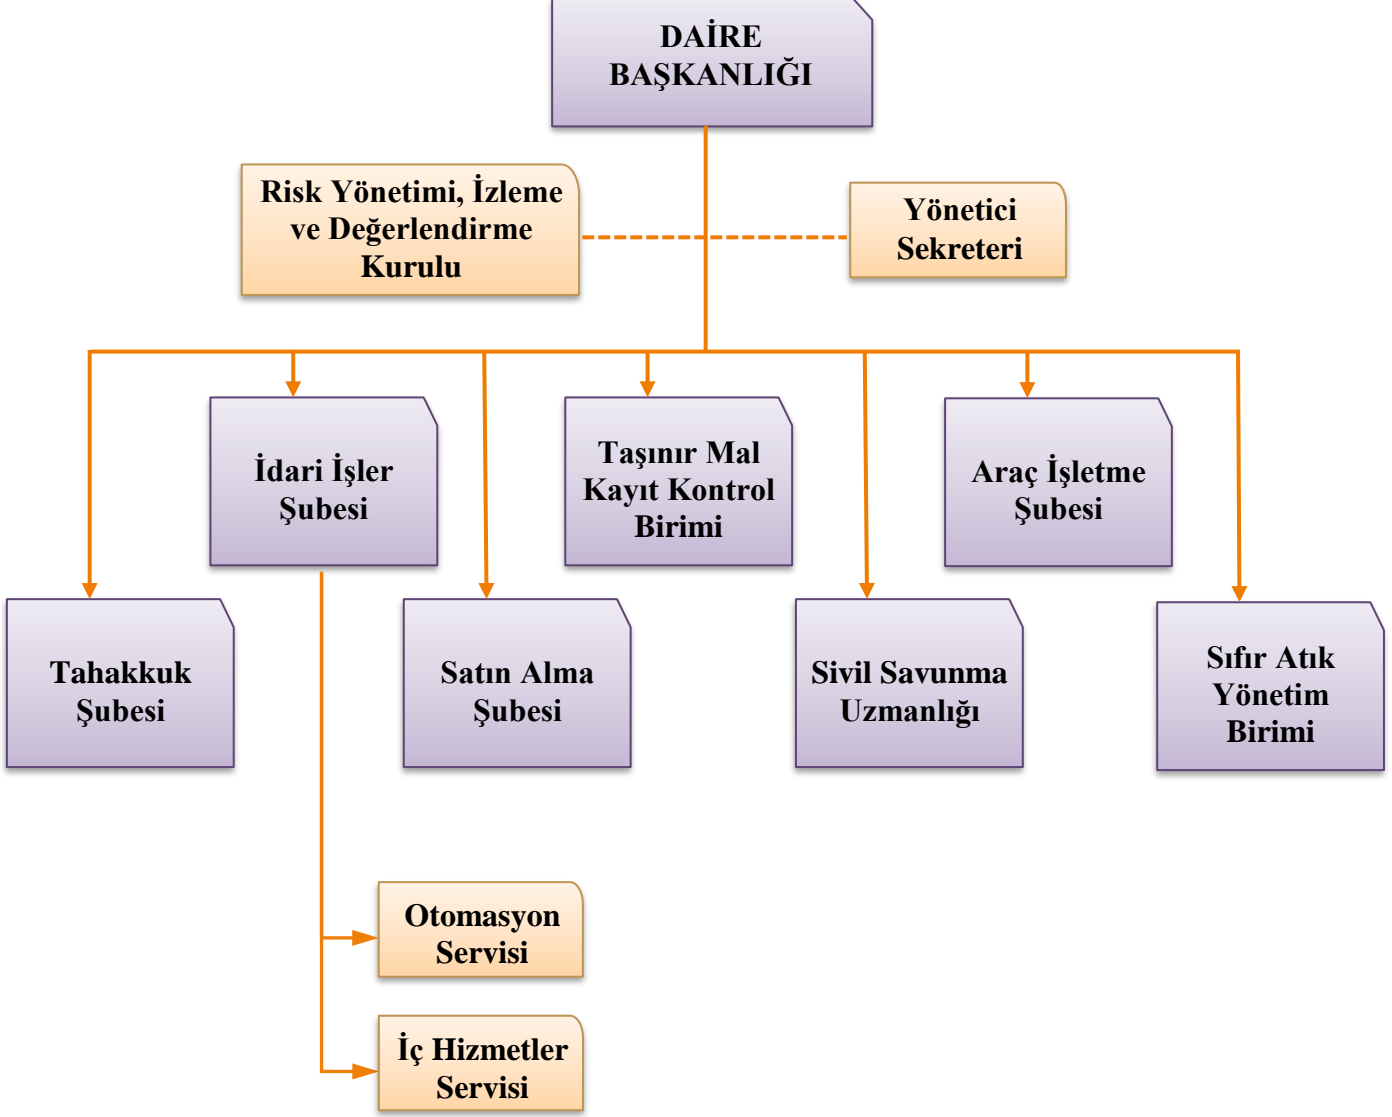 DAİRE
BAŞKANLIĞI
Risk Yönetimi, İzleme
ve Değerlendirme
Kurulu
Yönetici
Sekreteri
İdari İşler
Şubesi
Taşınır Mal
Kayıt Kontrol
Birimi
Araç İşletme
Şubesi
Tahakkuk
Şubesi
Satın Alma
Şubesi
Sivil Savunma
Uzmanlığı
Sıfır Atık
Yönetim
Birimi
Otomasyon
Servisi
İç Hizmetler
Servisi